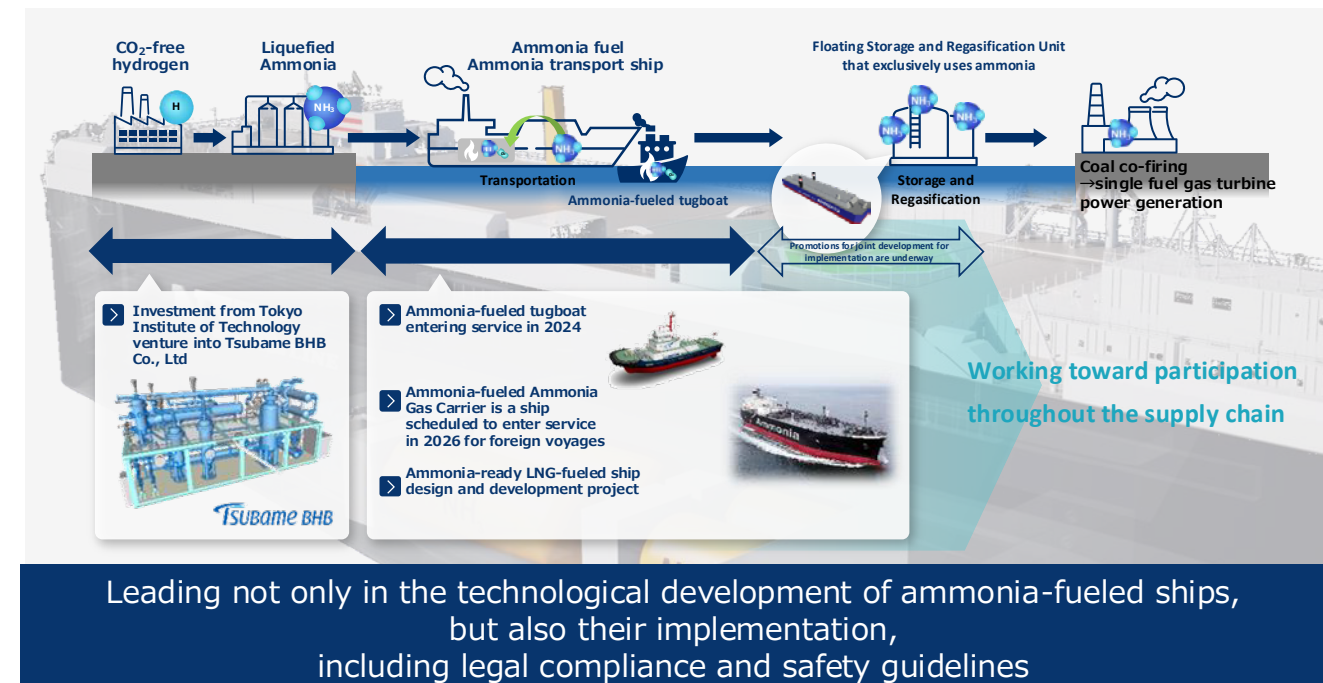 CO₂-free
hydrogen
Liquefied
Ammonia
Ammonia fuel
Ammonia transport ship
Floating Storage and Regasification Unit
that exclusively uses ammonia
H
NH₃
NH₃
NH₃
NH₃
NH₃
NH₃
Transportation
Ammonia-fueled tugboat
Storage and
Regasification
Coal co-firing
→single fuel gas turbine
power generation
Promotions for joint development for
implementation are underway
Investment from Tokyo
Institute of Technology
venture into Tsubame BHB
Co., Ltd
TSUBAME BHB
Ammonia-fueled tugboat
entering service in 2024
Ammonia-fueled Ammonia
Gas Carrier is a ship
scheduled to enter service
in 2026 for foreign voyages
Ammonia
Ammonia-ready LNG-fueled ship
design and development project
Working toward participation
throughout the supply chain
Leading not only in the technological development of ammonia-fueled ships,
but also their implementation,
including legal compliance and safety guidelines